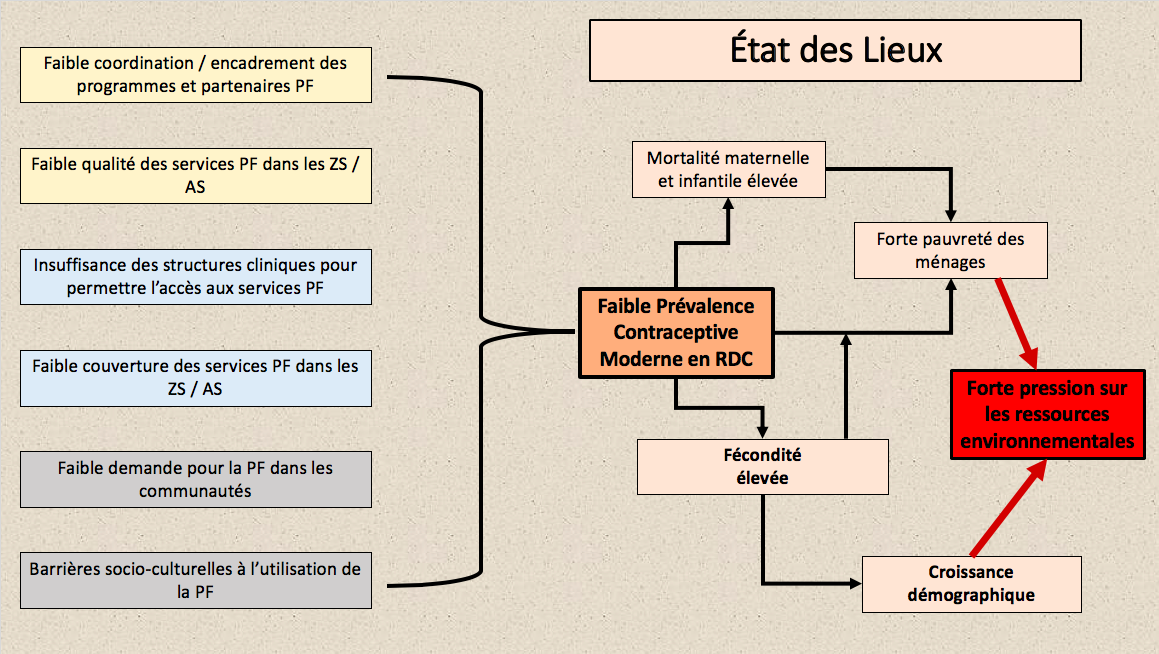 État des Lieux
Faible coordination / encadrement des
programmes et partenaires PF
Faible qualité des services PF dans les ZS /
AS
Insuffisance des structures cliniques pour
permettre l’accès aux services PF
Faible couverture des services PF dans les
ZS / AS
Faible demande pour la PF dans les
communautés
Barrières socio-culturelles à l’utilisation de
la PF
Faible Prévalence
Contraceptive
Moderne en RDC
Mortalité maternelle
et infantile élevée
Forte pauvreté des
ménages
Fécondité
élevée
Croissance
démographique
Forte pression sur
les ressources
environnementales